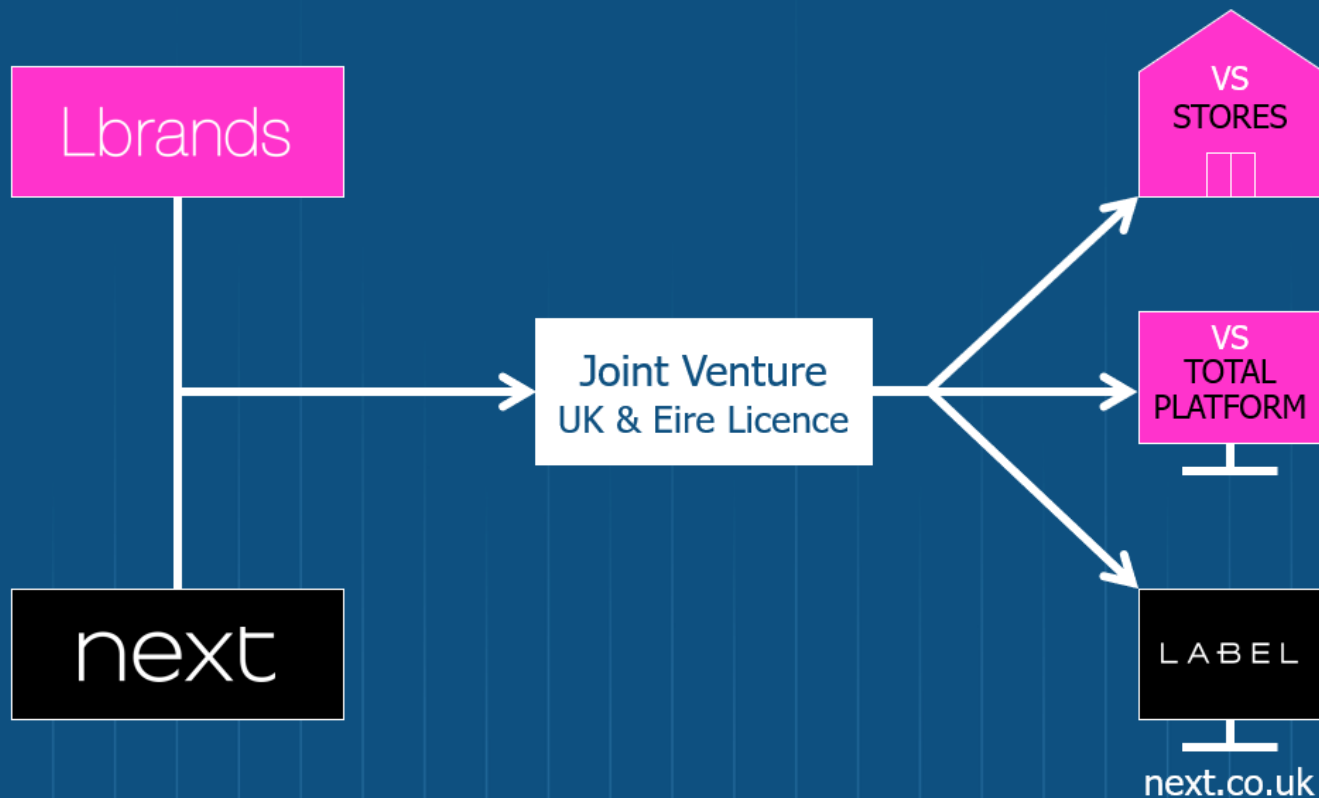 Lbrands
next
Joint Venture
UK & Eire Licence
VS
STORES
VS
TOTAL
PLATFORM
LABEL
next.co.uk